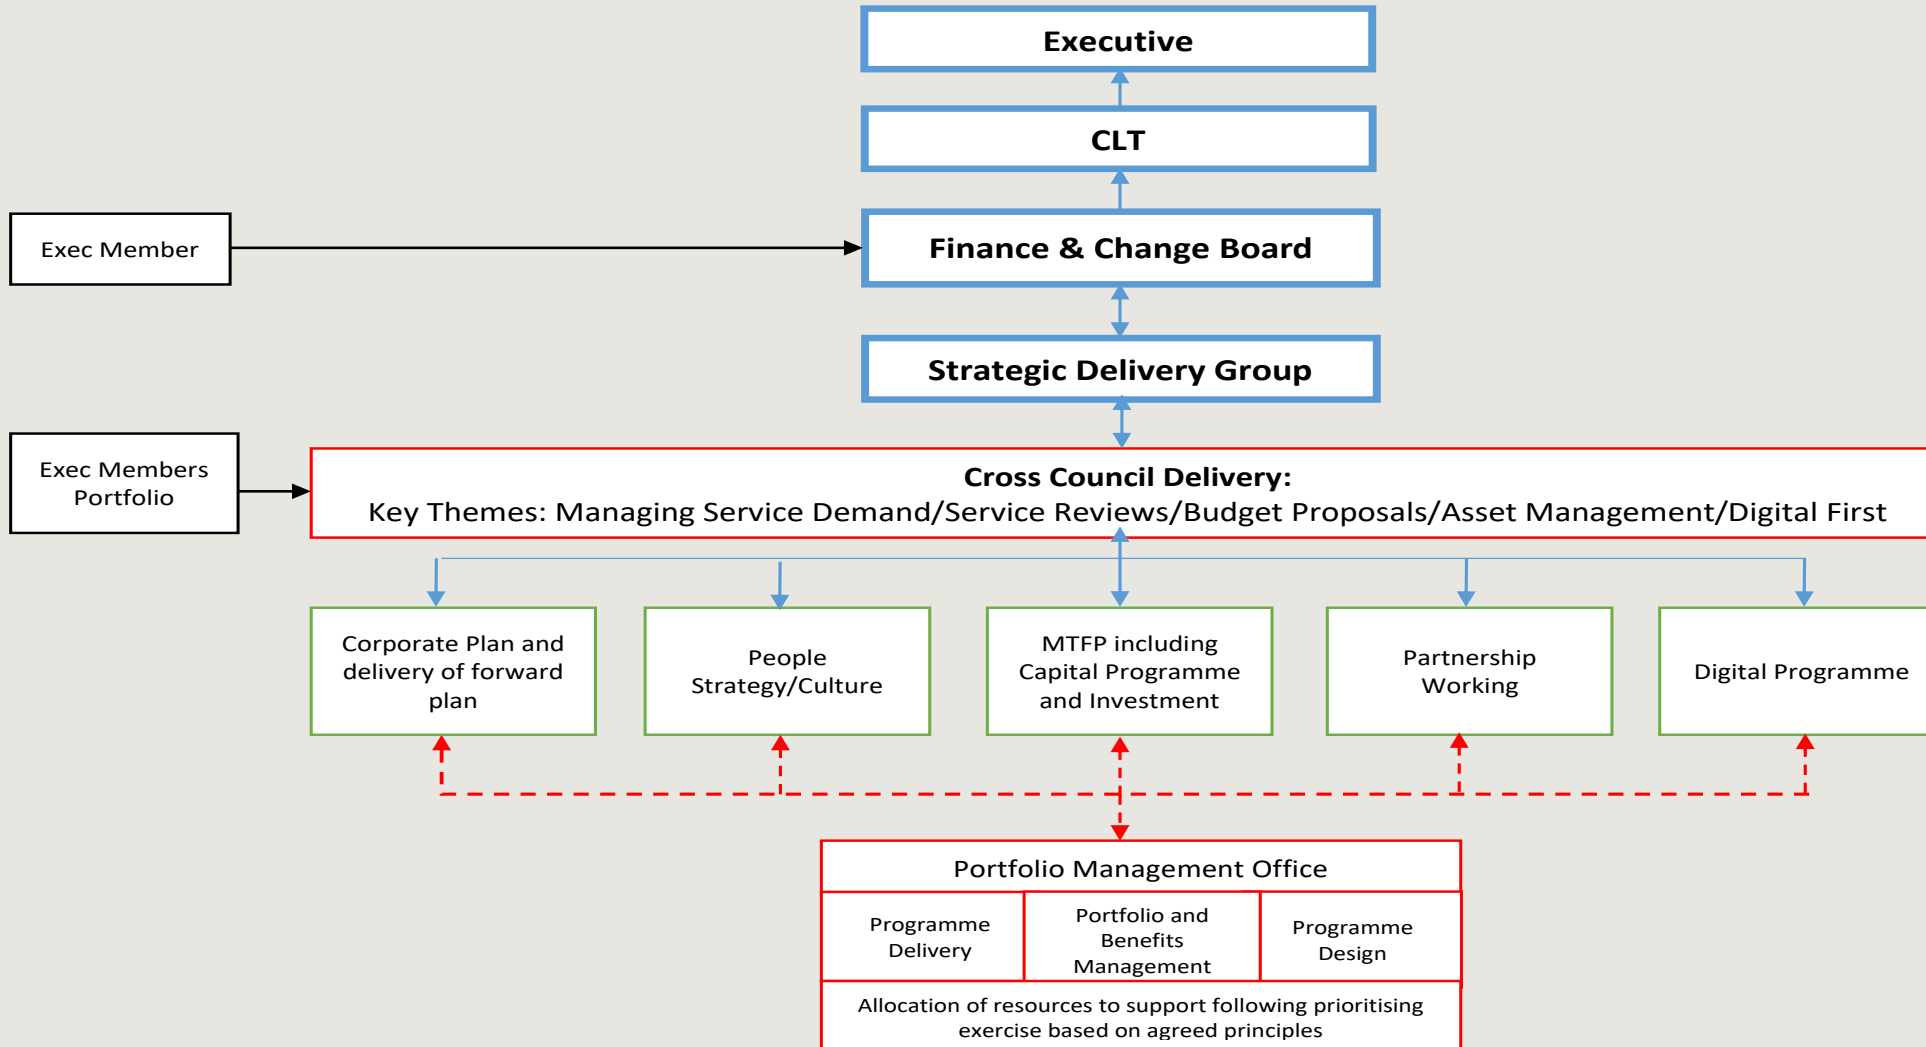 Executive
CLT
Exec Member
Finance & Change Board
Strategic Delivery Group
Exec Members
Portfolio
Cross Council Delivery:
Key Themes: Managing Service Demand/Service Reviews/Budget Proposals/Asset Management/Digital First
Corporate Plan and
delivery of forward
plan
People
Strategy/Culture
MTFP including
Capital Programme
and Investment
Partnership
Working
Digital Programme
Portfolio Management Office
Programme
Delivery
Portfolio and
Benefits
Management
Programme
Design
Allocation of resources to support following prioritising
exercise based on agreed principles